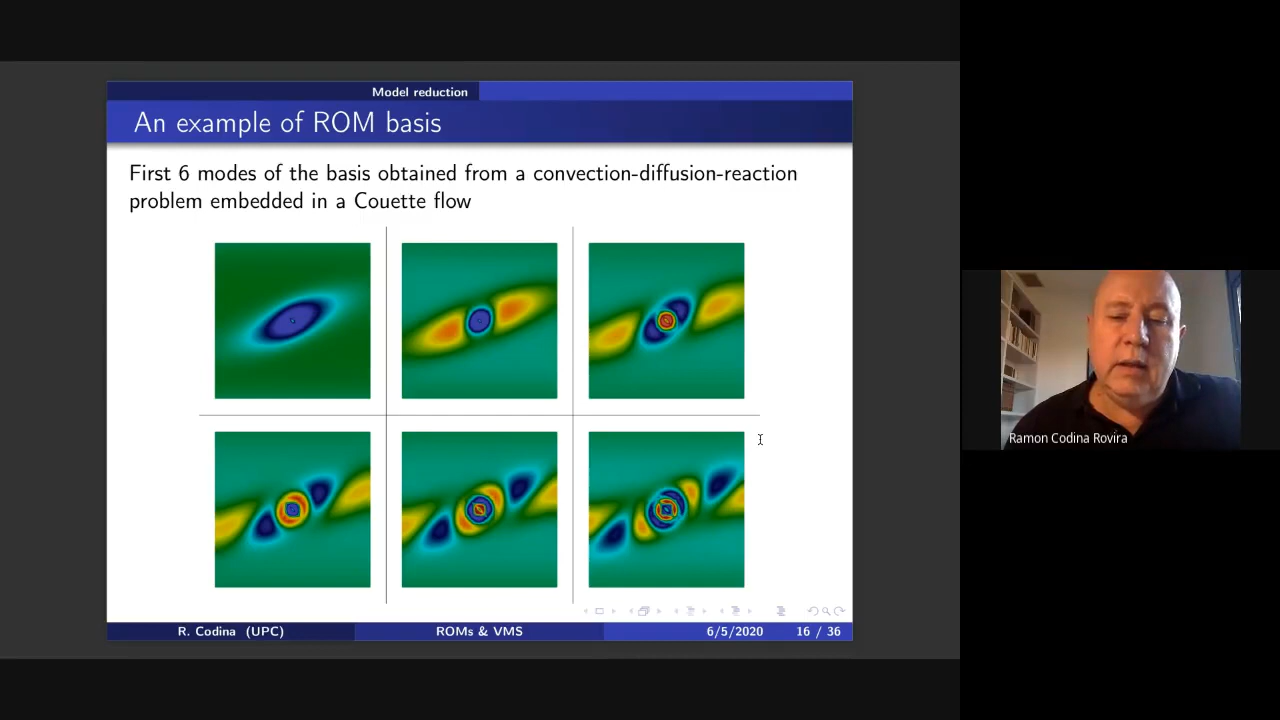 Model reduction
An example of ROM basis
First 6 modes of the basis obtained from a convection-diffusion-reaction
problem embedded in a Couette flow
R. Codina (UPC)
ROMs & VMS
6/5/2020
16 / 36
Ramon Codina Rovira